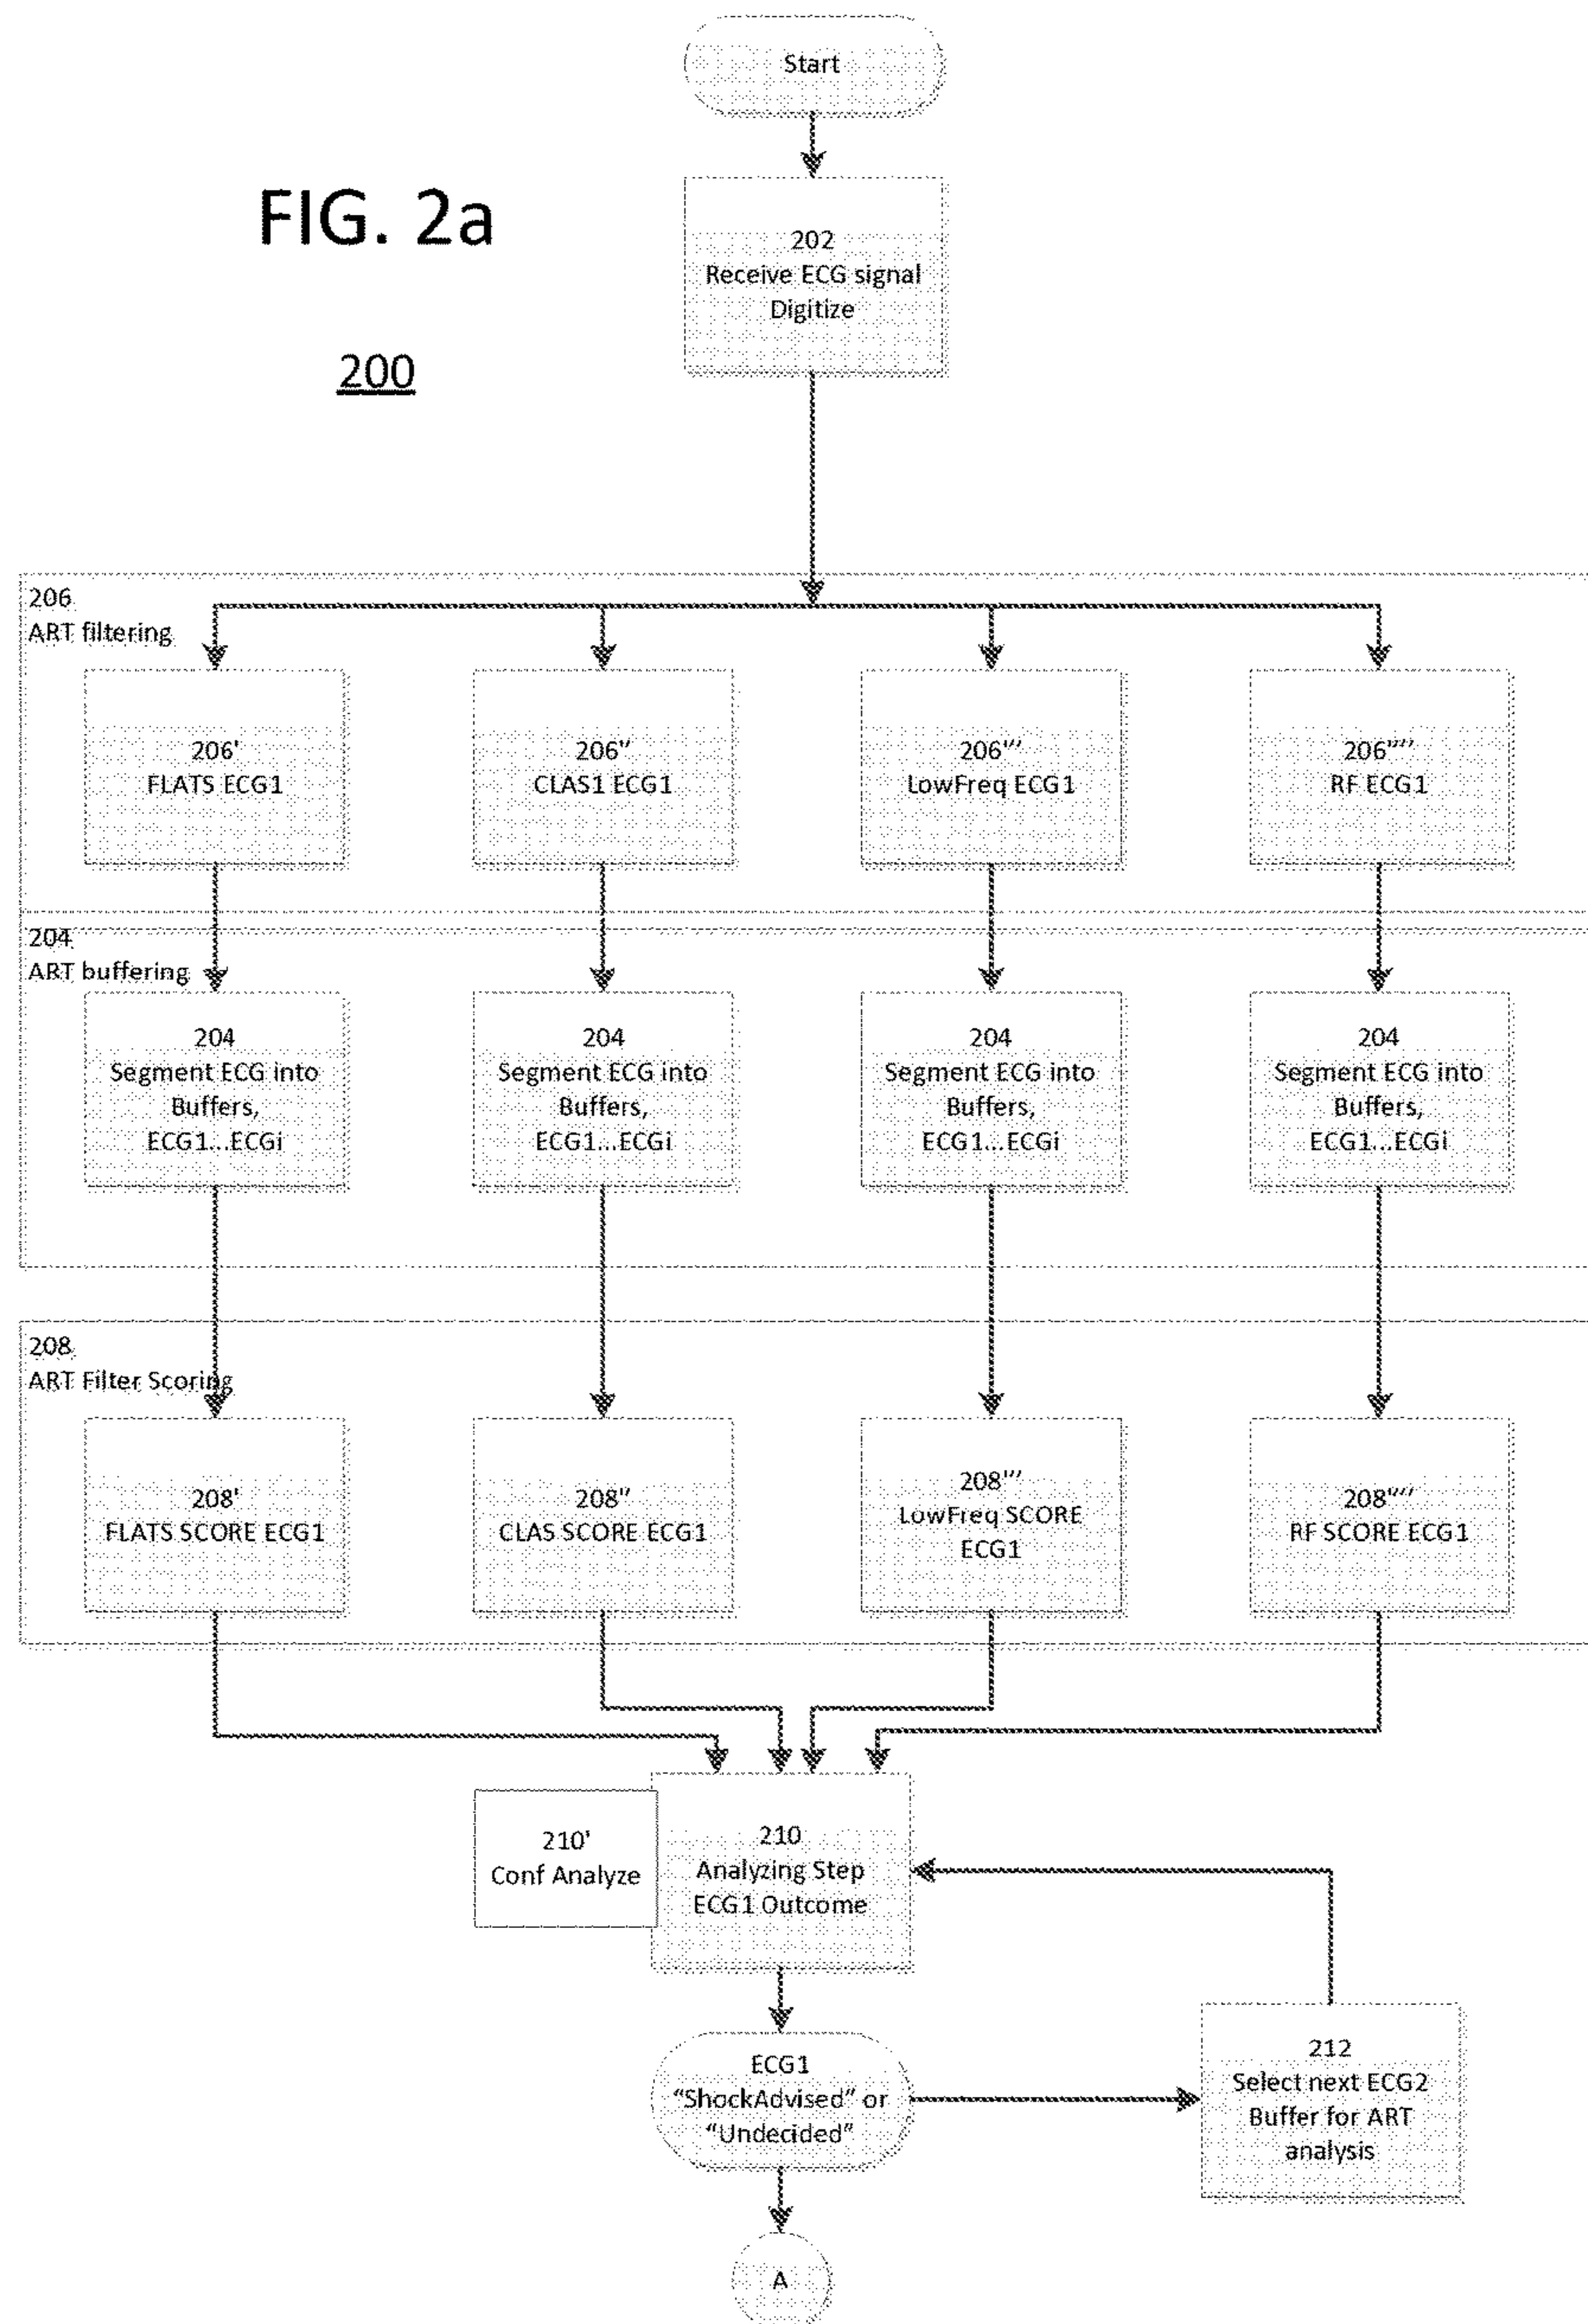 Start
FIG. 2a
200
202
Receive ECG signal
Digitize
206
ART filtering
206'
FLATS ECG1
206''
CLAS1 ECG1
206'''
LowFreq ECG1
206''''
RF ECG1
204
ART buffering
204
Segment ECG into
Buffers,
ECG1...ECGi
204
Segment ECG into
Buffers,
ECG1...ECGi
204
Segment ECG into
Buffers,
ECG1...ECGi
204
Segment ECG into
Buffers,
ECG1...ECGi
208
ART Filter Scoring
208'
FLATS SCORE ECG1
208''
CLAS SCORE ECG1
208'''
LowFreq SCORE
ECG1
208''''
RF SCORE ECG1
210'
Conf Analyze
210
Analyzing Step
ECG1 Outcome
ECG1
“ShockAdvised” or
“Undecided”
212
Select next ECG2
Buffer for ART
analysis
A